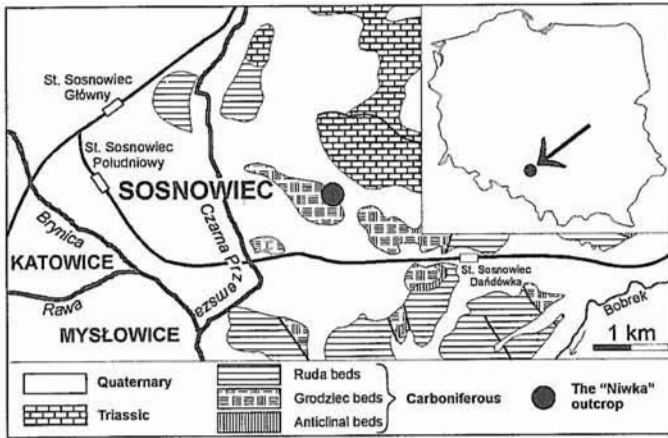 St. Sosnowiec
Główny
St. Sosnowiec
Południowy
SOSNOWIEC
Brynica
Czarna Przemsza
KATOWICE
Rawa
MYSŁOWICE
St. Sosnowiec
Dańdówka
Bobrek
1 km
Quaternary
Triassic
Ruda beds
Grodziec beds
Anticlinal beds
Carboniferous
The "Niwka"
outcrop